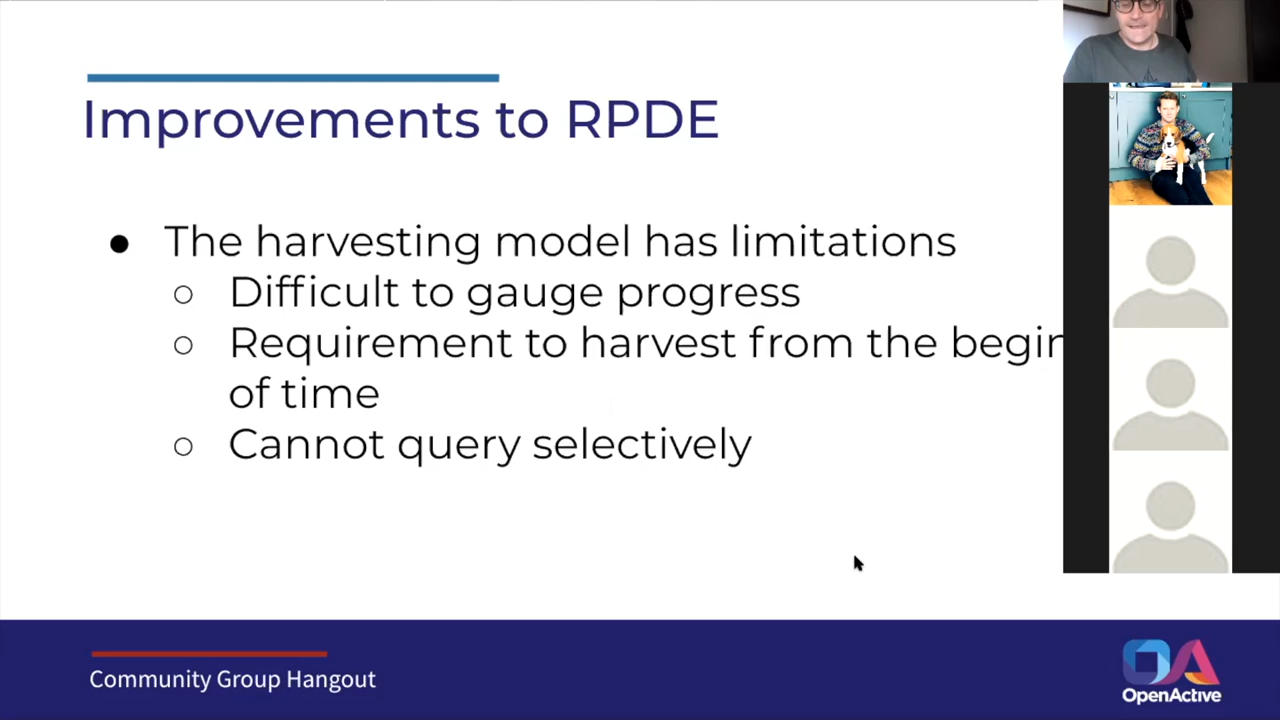 Improvements to RPDE
● The harvesting model has limitations
○ Difficult to gauge progress
○ Requirement to harvest from the begin
of time
○ Cannot query selectively
Community Group Hangout
OA
OpenActive